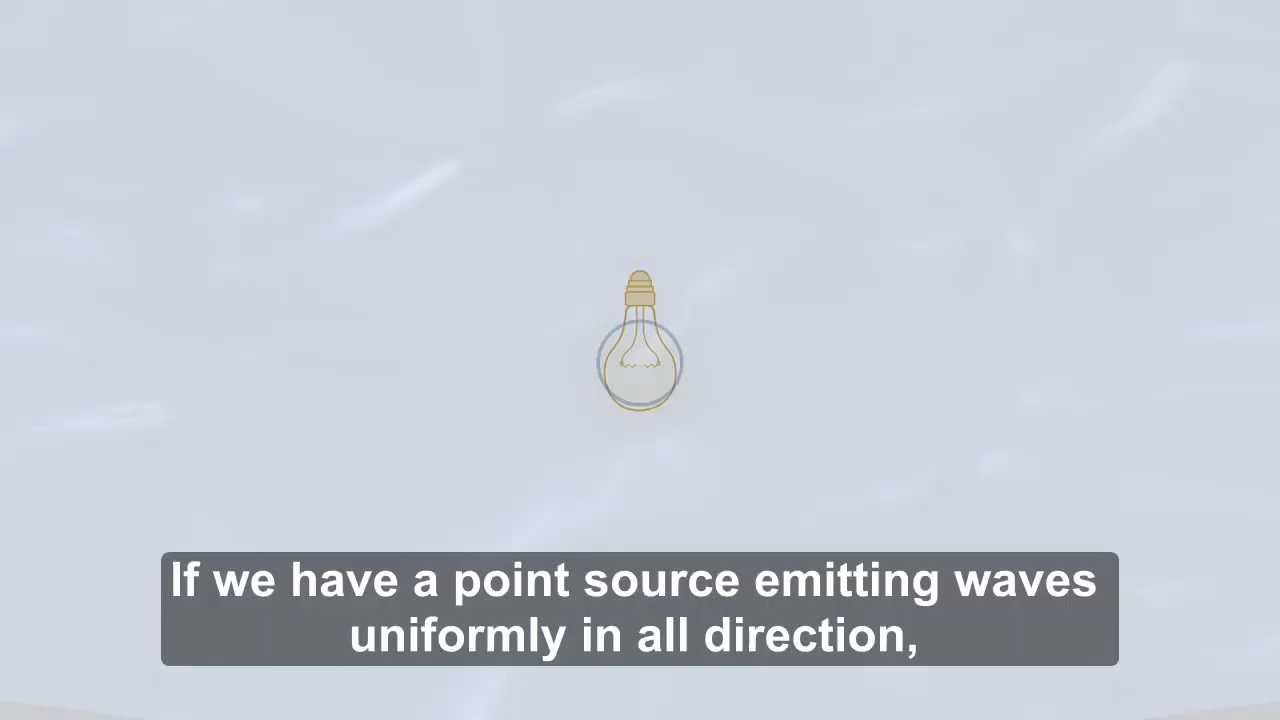 If we have a point source emitting waves
uniformly in all direction,